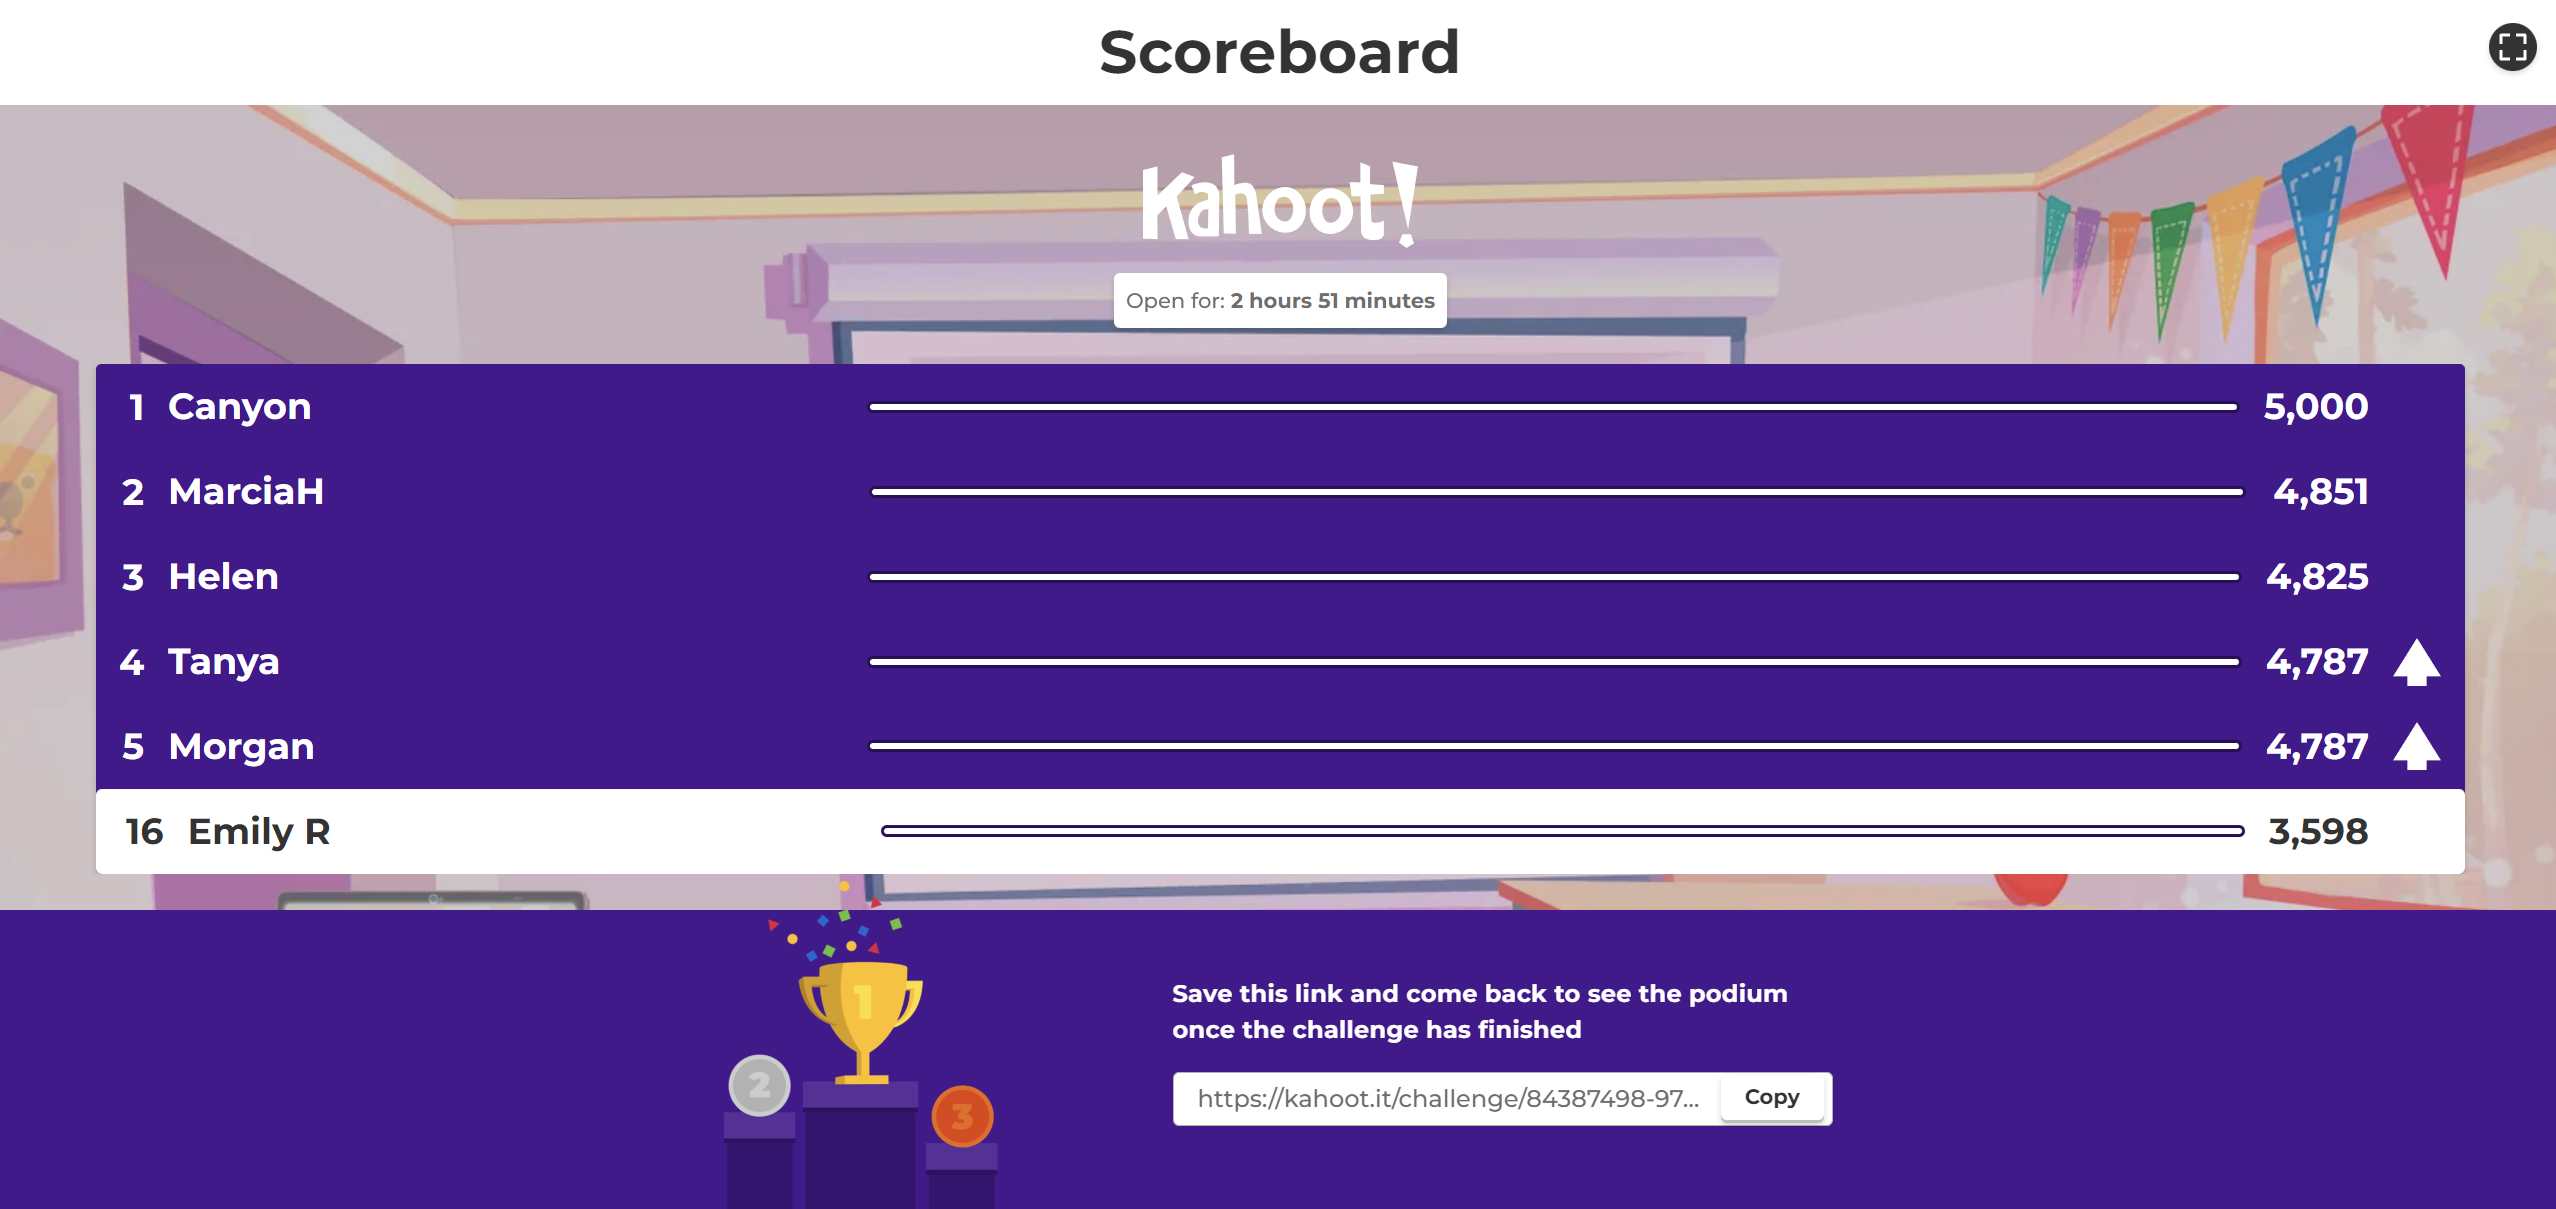 Scoreboard
Kahoot!
Open for: 2 hours 51 minutes
1 Canyon 5,000
2 MarciaH 4,851
3 Helen 4,825
4 Tanya 4,787
5 Morgan 4,787
16 Emily R 3,598
1
2
3
Save this link and come back to see the podium
once the challenge has finished
https://kahoot.it/challenge/84387498-97... Copy